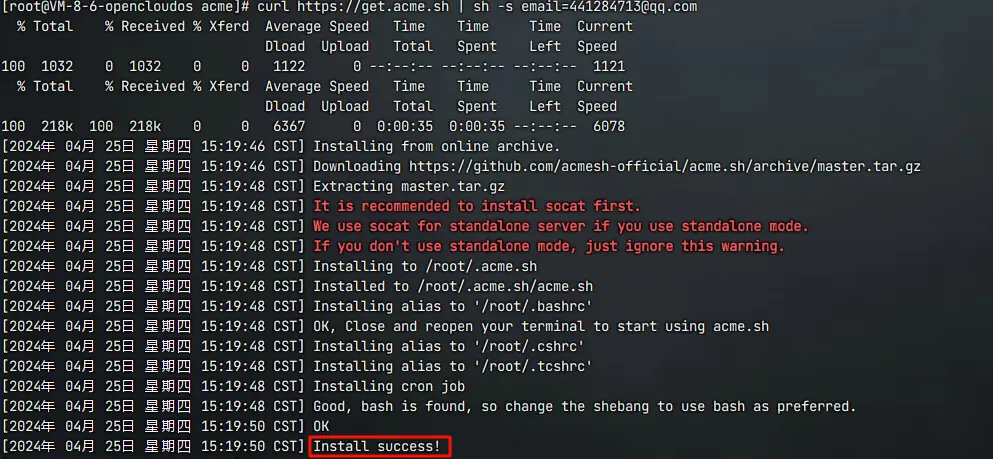 [root@VM-8-6-opencloudos acme]# curl https://get.acme.sh | sh -s email=441284713@qq.com
  % Total    % Received % Xferd  Average Speed   Time    Time     Time  Current
                                 Dload  Upload   Total   Spent    Left  Speed
100  1032    0  1032    0     0   1122      0 --:--:-- --:--:-- --:--:--  1121
  % Total    % Received % Xferd  Average Speed   Time    Time     Time  Current
                                 Dload  Upload   Total   Spent    Left  Speed
100  218k  100  218k    0     0   6367      0  0:00:35  0:00:35 --:--:--  6078
[2024年 04月 25日 星期四 15:19:46 CST] Installing from online archive.
[2024年 04月 25日 星期四 15:19:46 CST] Downloading https://github.com/acmesh-official/acme.sh/archive/master.tar.gz
[2024年 04月 25日 星期四 15:19:48 CST] Extracting master.tar.gz
[2024年 04月 25日 星期四 15:19:48 CST] It is recommended to install socat first.
[2024年 04月 25日 星期四 15:19:48 CST] We use socat for standalone server if you use standalone mode.
[2024年 04月 25日 星期四 15:19:48 CST] If you don't use standalone mode, just ignore this warning.
[2024年 04月 25日 星期四 15:19:48 CST] Installing to /root/.acme.sh
[2024年 04月 25日 星期四 15:19:48 CST] Installed to /root/.acme.sh/acme.sh
[2024年 04月 25日 星期四 15:19:48 CST] Installing alias to '/root/.bashrc'
[2024年 04月 25日 星期四 15:19:48 CST] OK, Close and reopen your terminal to start using acme.sh
[2024年 04月 25日 星期四 15:19:48 CST] Installing alias to '/root/.cshrc'
[2024年 04月 25日 星期四 15:19:48 CST] Installing alias to '/root/.tcshrc'
[2024年 04月 25日 星期四 15:19:48 CST] Installing cron job
[2024年 04月 25日 星期四 15:19:48 CST] Good, bash is found, so change the shebang to use bash as preferred.
[2024年 04月 25日 星期四 15:19:50 CST] OK
[2024年 04月 25日 星期四 15:19:50 CST] Install success!